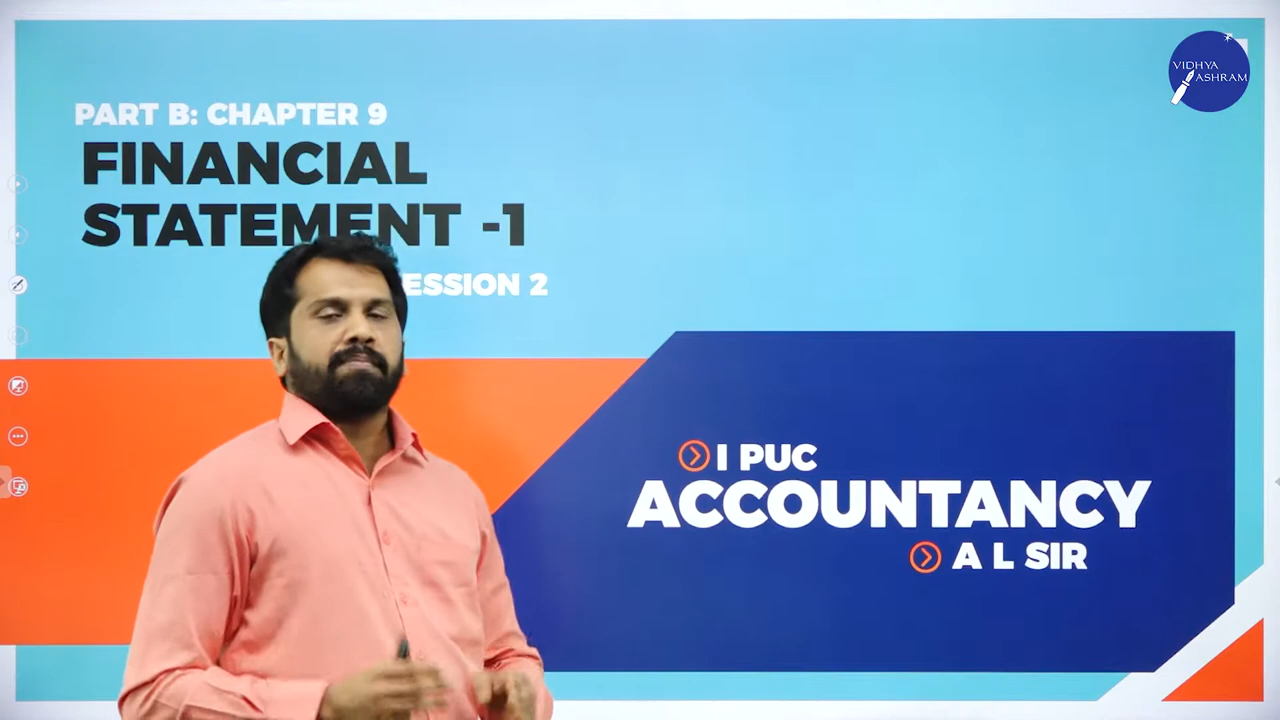 VIDHYA
ASHRAM
PART B: CHAPTER 9
FINANCIAL
STATEMENT -1
ESSION 2
I PUC
ACCOUNTANCY
A L SIR